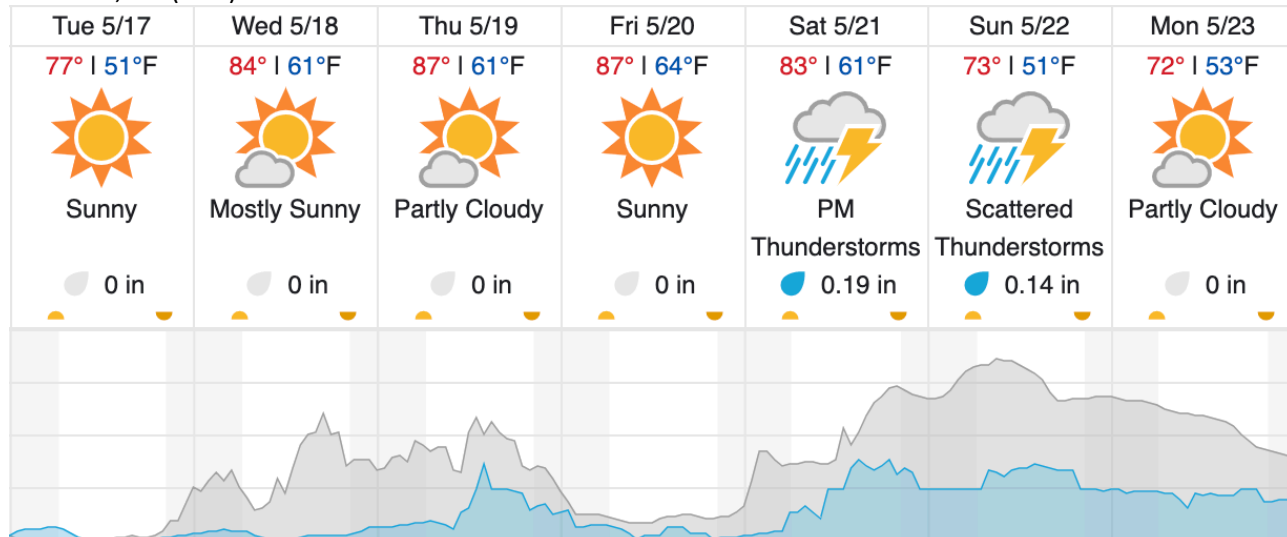 Tue 5/17
77° | 51°F
Sunny
0 in
Wed 5/18
84° | 61°F
Mostly Sunny
0 in
Thu 5/19
87° | 61°F
Partly Cloudy
0 in
Fri 5/20
87° | 64°F
Sunny
0 in
Sat 5/21
83° | 61°F
PM
Thunderstorms
0.19 in
Sun 5/22
73° | 51°F
Scattered
Thunderstorms
0.14 in
Mon 5/23
72° | 53°F
Partly Cloudy
0 in